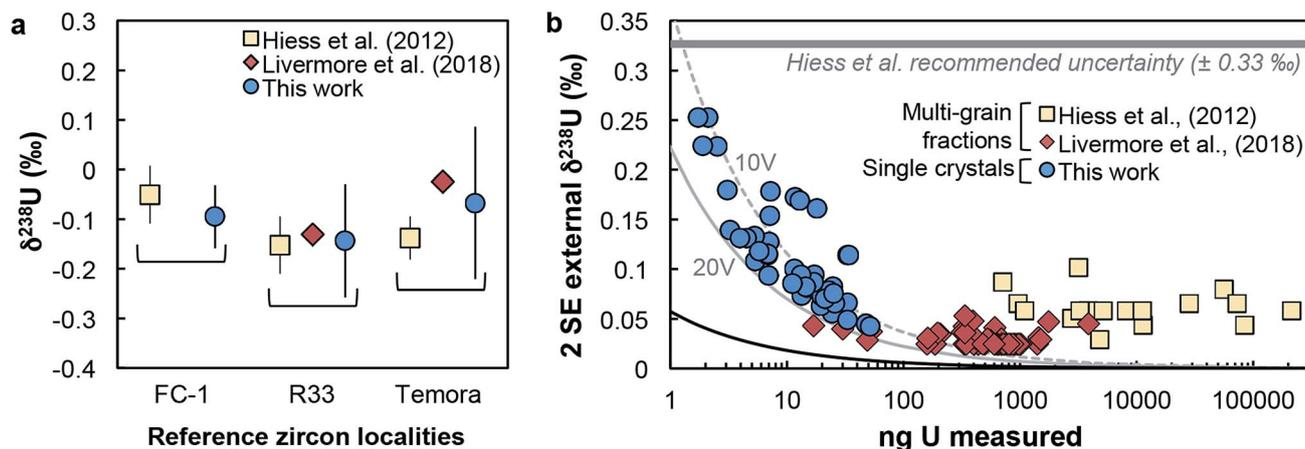 a
0.3
0.2
0.1
0
-0.1
-0.2
-0.3
-0.4
δ²³⁸U (‰)
Hiess et al. (2012)
Livermore et al. (2018)
This work
FC-1
R33
Temora
Reference zircon localities
b
0.35
0.3
0.25
0.2
0.15
0.1
0.05
0
2 SE external δ²³⁸U (‰)
Hiess et al. recommended uncertainty (± 0.33 ‰)
Multi-grain
fractions
Hiess et al., (2012)
Livermore et al., (2018)
Single crystals
This work
10V
20V
1
10
100
1000
10000
100000
ng U measured